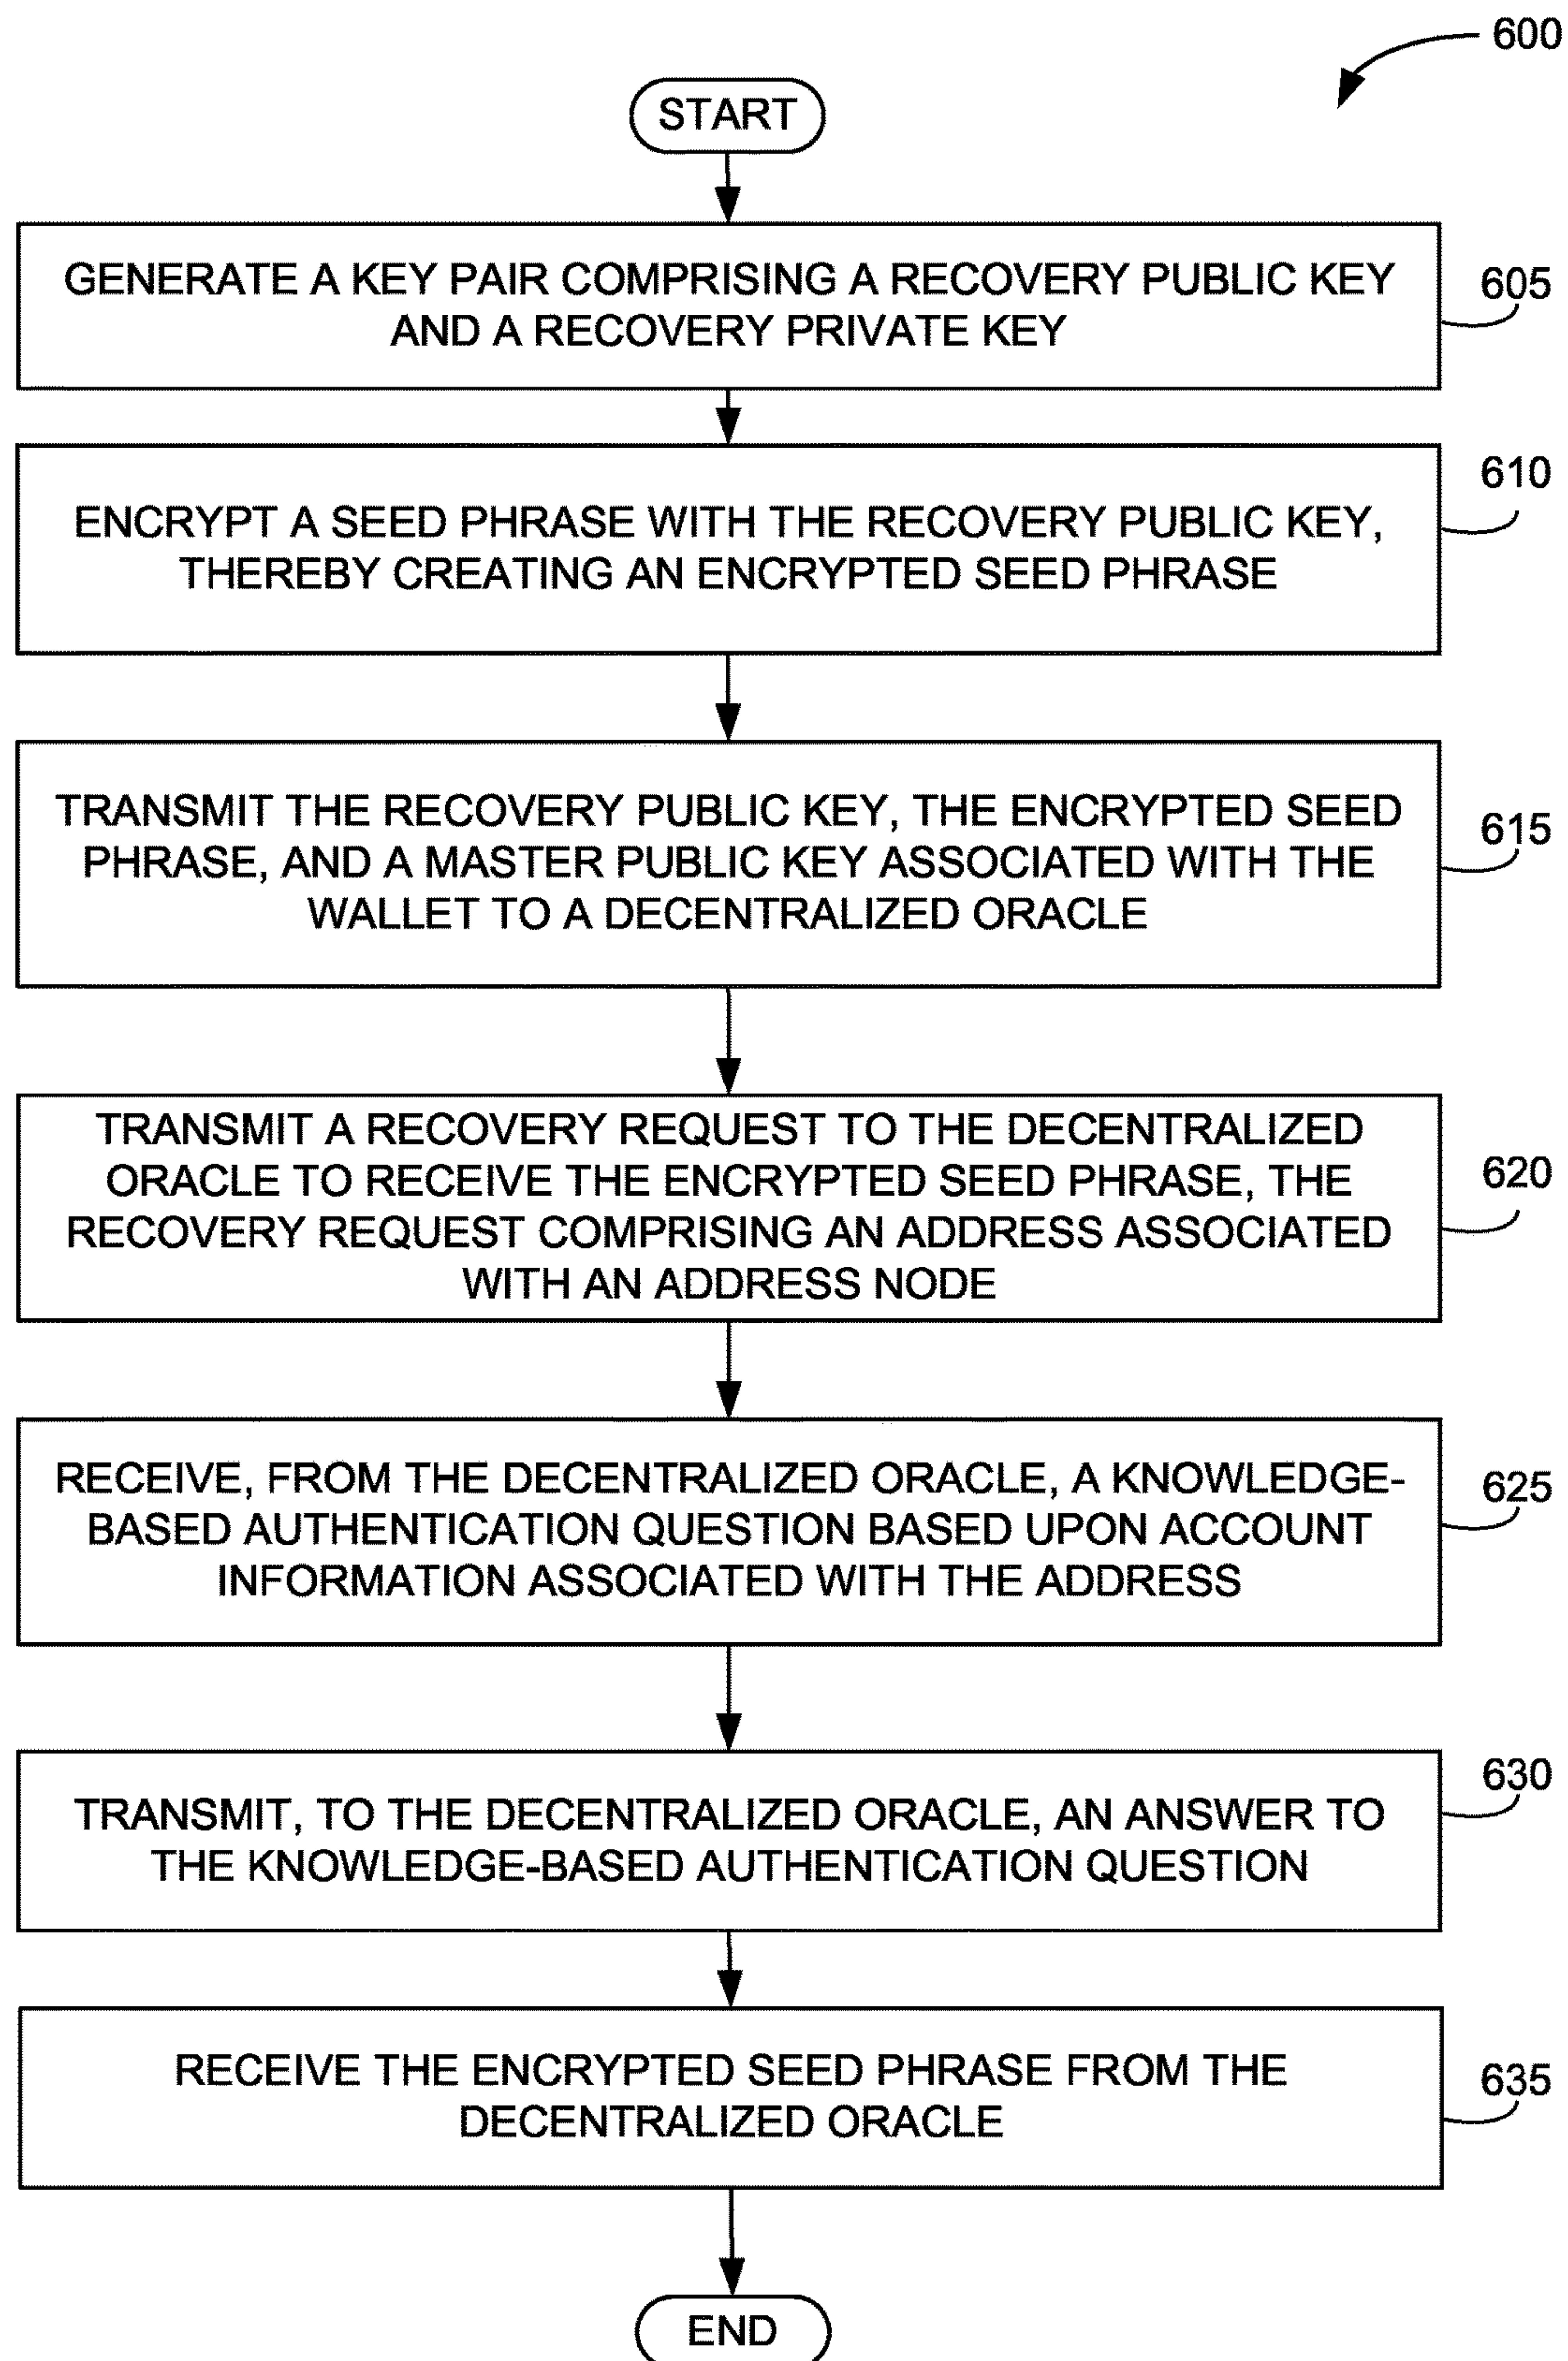 600
START
GENERATE A KEY PAIR COMPRISING A RECOVERY PUBLIC KEY
AND A RECOVERY PRIVATE KEY
605
ENCRYPT A SEED PHRASE WITH THE RECOVERY PUBLIC KEY,
THEREBY CREATING AN ENCRYPTED SEED PHRASE
610
TRANSMIT THE RECOVERY PUBLIC KEY, THE ENCRYPTED SEED
PHRASE, AND A MASTER PUBLIC KEY ASSOCIATED WITH THE
WALLET TO A DECENTRALIZED ORACLE
615
TRANSMIT A RECOVERY REQUEST TO THE DECENTRALIZED
ORACLE TO RECEIVE THE ENCRYPTED SEED PHRASE, THE
RECOVERY REQUEST COMPRISING AN ADDRESS ASSOCIATED
WITH AN ADDRESS NODE
620
RECEIVE, FROM THE DECENTRALIZED ORACLE, A KNOWLEDGE-
BASED AUTHENTICATION QUESTION BASED UPON ACCOUNT
INFORMATION ASSOCIATED WITH THE ADDRESS
625
TRANSMIT, TO THE DECENTRALIZED ORACLE, AN ANSWER TO
THE KNOWLEDGE-BASED AUTHENTICATION QUESTION
630
RECEIVE THE ENCRYPTED SEED PHRASE FROM THE
DECENTRALIZED ORACLE
635
END